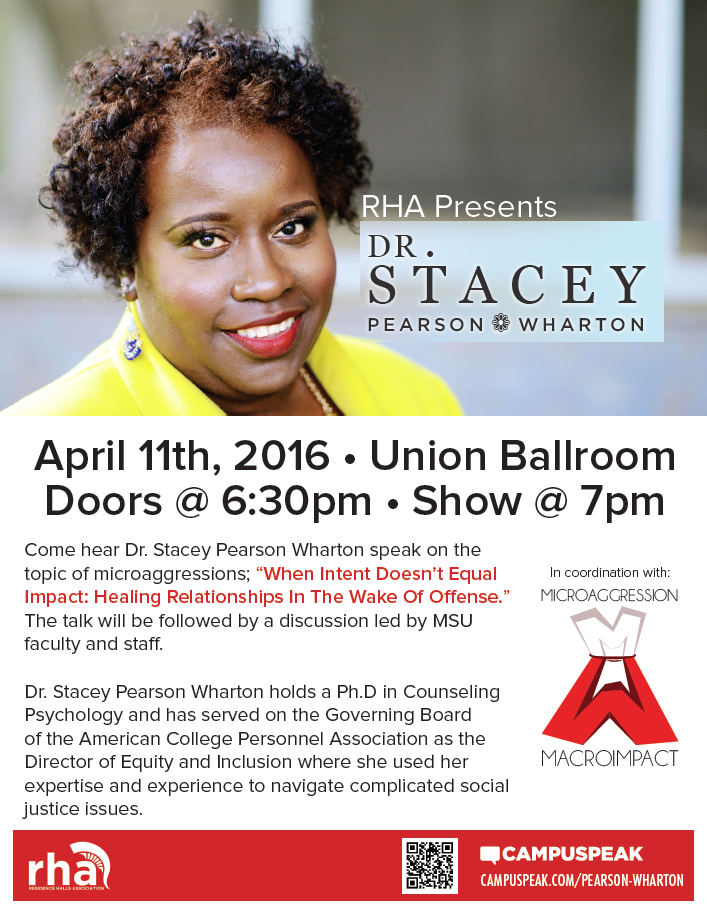 RHA Presents
DR.
STACEY
PEARSON WHARTON
April 11th, 2016 • Union Ballroom
Doors @ 6:30pm • Show @ 7pm
Come hear Dr. Stacey Pearson Wharton speak on the
topic of microaggressions; “When Intent Doesn’t Equal
Impact: Healing Relationships In The Wake Of Offense.”
The talk will be followed by a discussion led by MSU
faculty and staff.
Dr. Stacey Pearson Wharton holds a Ph.D in Counseling
Psychology and has served on the Governing Board
of the American College Personnel Association as the
Director of Equity and Inclusion where she used her
expertise and experience to navigate complicated social
justice issues.
In coordination with:
MICROAGGRESSION
MACROIMPACT
rha
RESIDENCE HALLS ASSOCIATION
CAMPUSPEAK
CAMPUSPEAK.COM/PEARSON-WHARTON